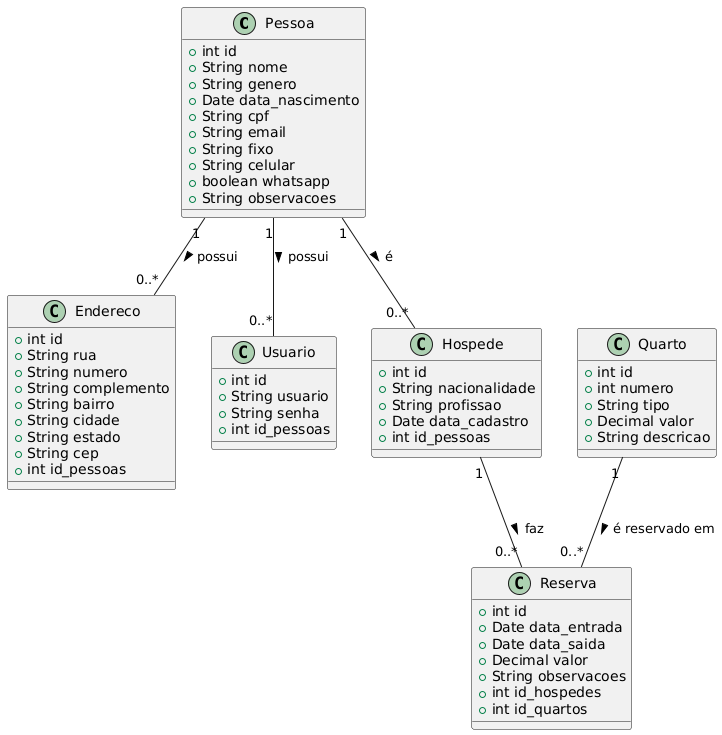 C Pessoa
int id
String nome
String genero
Date data_nascimento
String cpf
String email
String fixo
String celular
boolean whatsapp
String observacoes
1
1
1
possui
possui
é
0..*
0..*
0..*
C Endereco
int id
String rua
String numero
String complemento
String bairro
String cidade
String estado
String cep
int id_pessoas
C Usuario
int id
String usuario
String senha
int id_pessoas
C Hospede
int id
String nacionalidade
String profissao
Date data_cadastro
int id_pessoas
C Quarto
int id
int numero
String tipo
Decimal valor
String descricao
1
1
faz
é reservado em
0..*
0..*
C Reserva
int id
Date data_entrada
Date data_saida
Decimal valor
String observacoes
int id_hospedes
int id_quartos